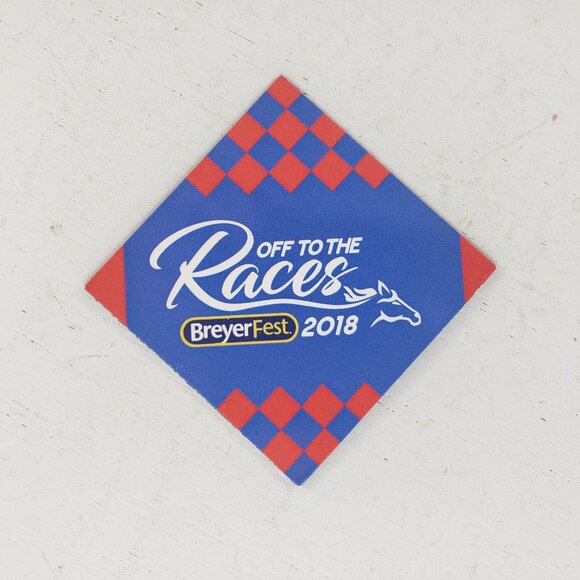 OFF TO THE
Races
BreyerFest. 2018